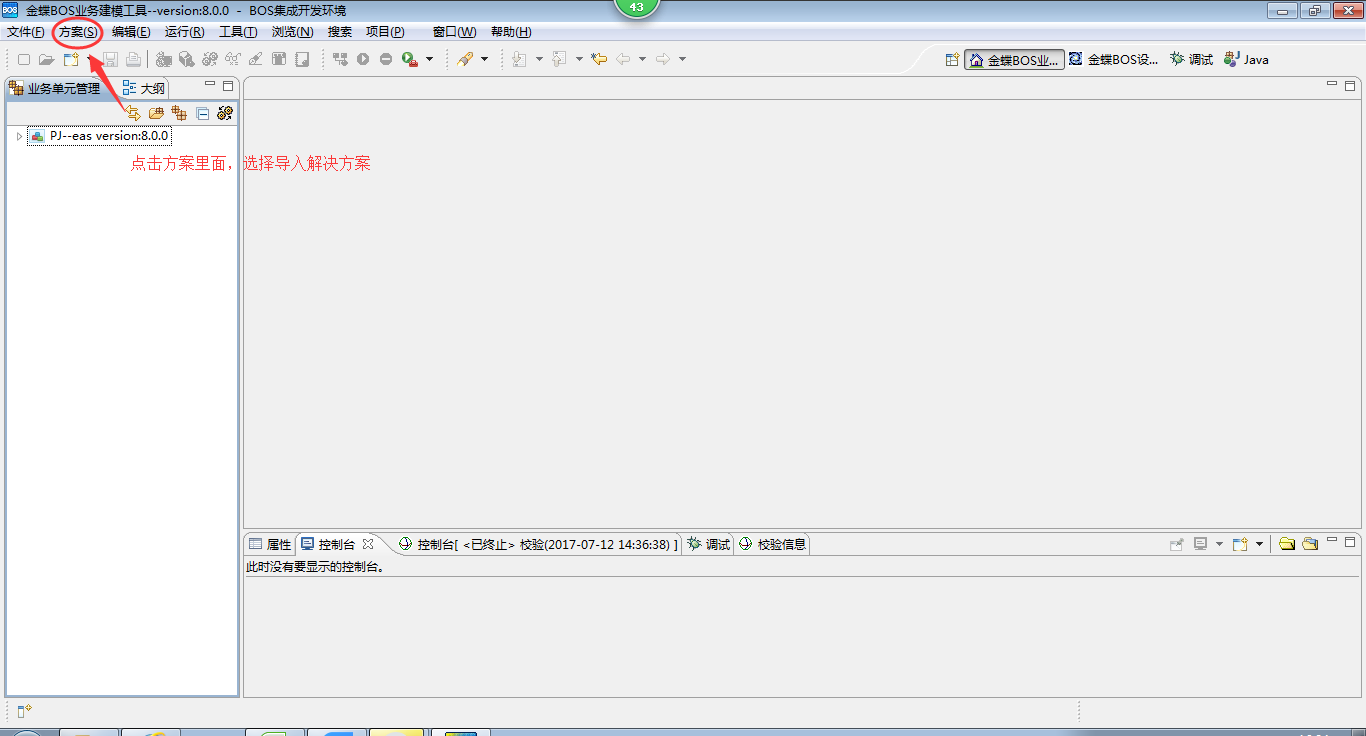 BOS 金蝶BOS业务建模工具--version:8.0.0 - BOS集成开发环境
43
文件(F) 方案(S) 编辑(E) 运行(R) 工具(T) 浏览(N) 搜索 项目(P) 窗口(W) 帮助(H)
金蝶BOS业... 金蝶BOS设... 调试 Java
业务单元管理 大纲
PJ--eas version:8.0.0
点击方案里面，选择导入解决方案
属性 控制台 控制台[ <已终止> 校验(2017-07-12 14:36:38) ] 调试 校验信息
此时没有要显示的控制台。